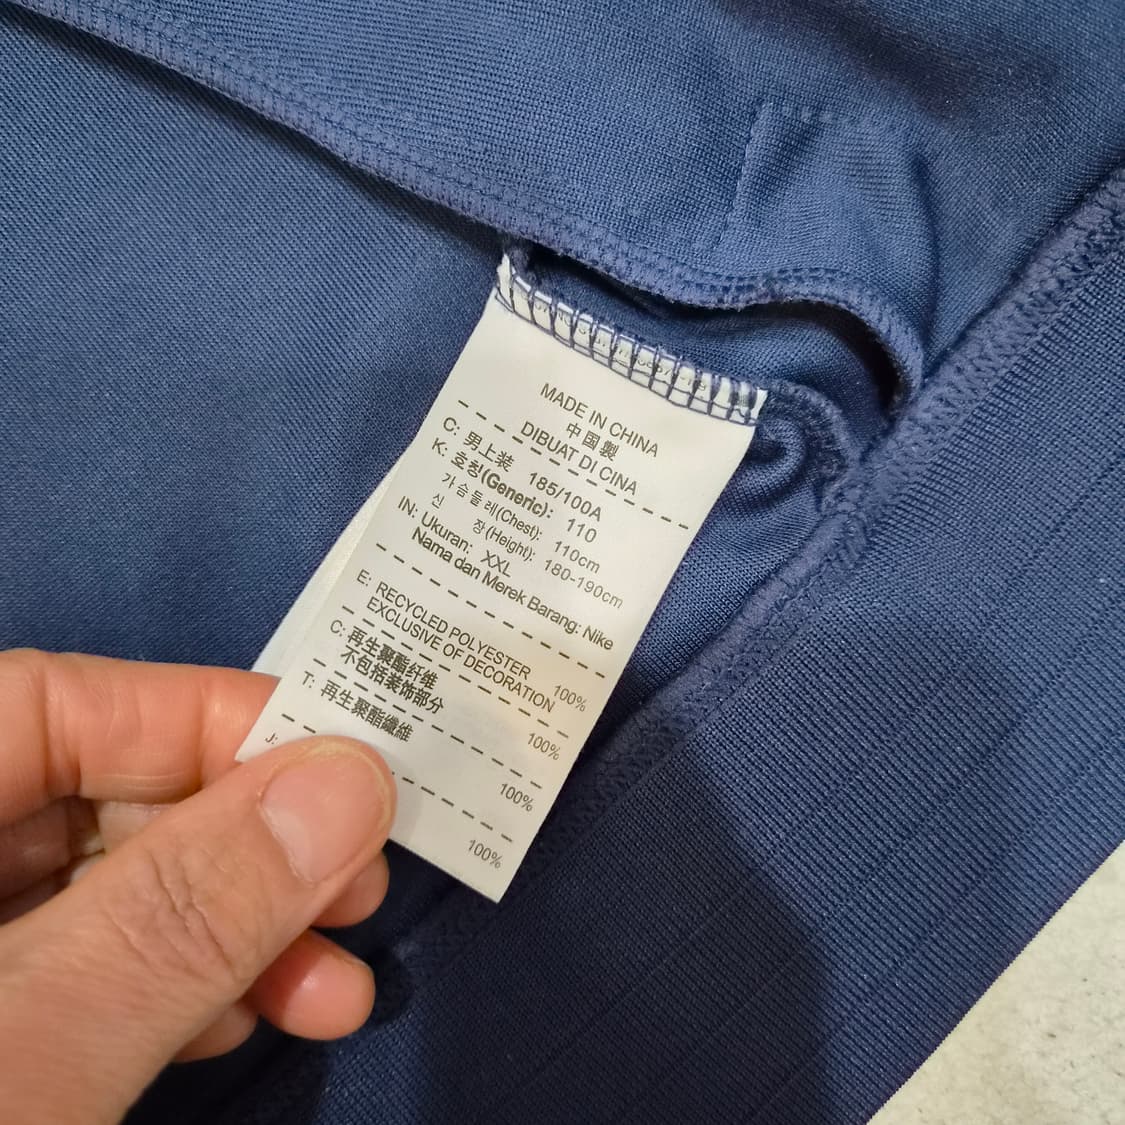 MADE IN CHINA
中国製
DIBUAT DI CINA
C: 男上装 185/100A
K: 호칭(Generic): 110
가슴둘레(Chest): 110cm
신 장(Height): 180-190cm
IN: Ukuran: XXL
Nama dan Merek Barang: Nike
E: RECYCLED POLYESTER 100%
EXCLUSIVE OF DECORATION
C: 再生聚酯纤维 100%
不包括装饰部分
T: 再生聚酯纖維 100%
J: 100%